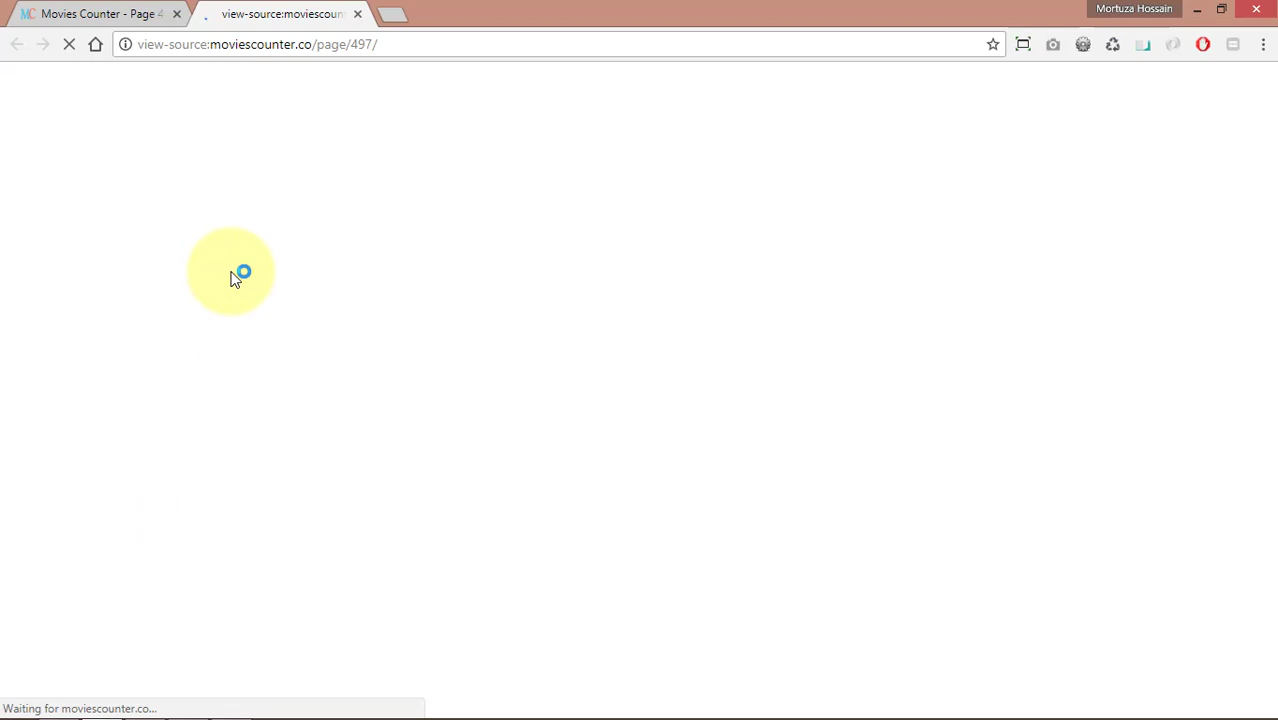 Movies Counter - Page 4
view-source:moviescoun
Mortuza Hossain
view-source:moviescounter.co/page/497/
Waiting for moviescounter.co...